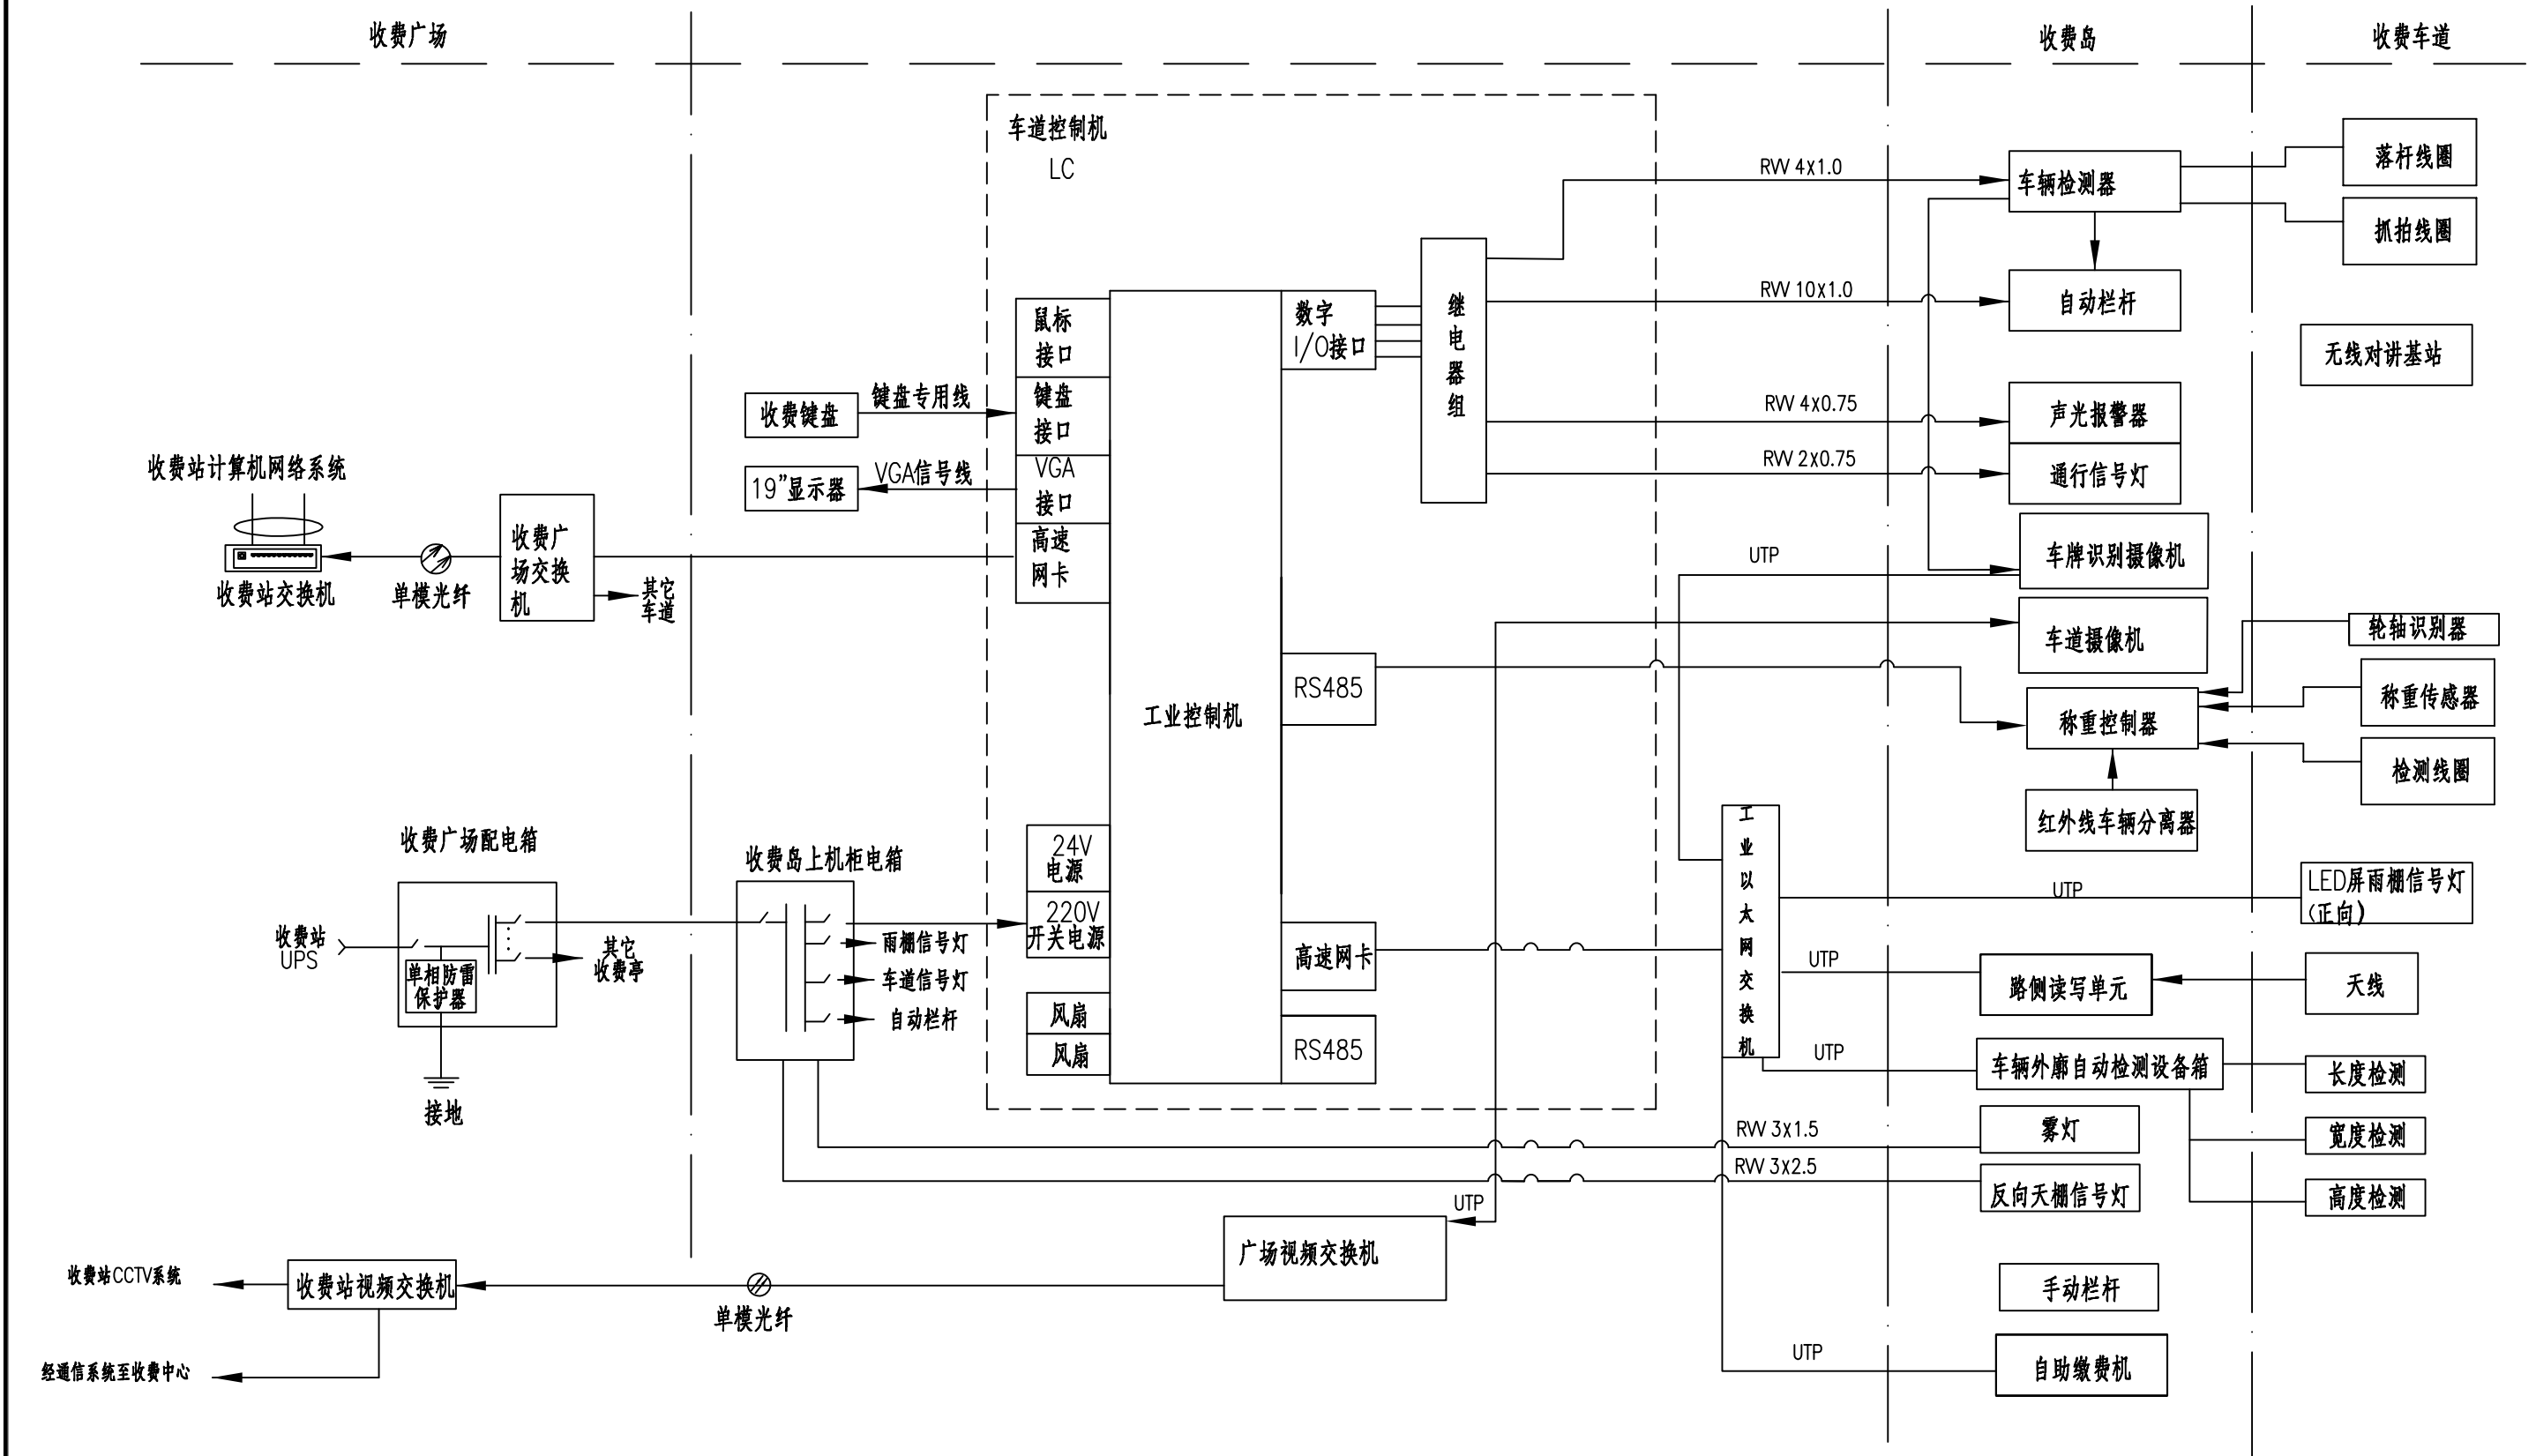 收费广场
收费岛
收费车道
车道控制机
LC
RVV 4x1.0
车辆检测器
落杆线圈
抓拍线圈
继
电
器
组
RVV 10x1.0
自动栏杆
无线对讲基站
鼠标
接口
数字
I/O接口
收费键盘
键盘专用线
键盘
接口
RVV 4x0.75
声光报警器
RVV 2x0.75
通行信号灯
收费站计算机网络系统
19"显示器
VGA信号线
VGA
接口
收费广
场交换
机
高速
网卡
UTP
车牌识别摄像机
收费站交换机
单模光纤
其它
车道
车道摄像机
轮轴识别器
RS485
工业控制机
称重控制器
称重传感器
检测线圈
红外线车辆分离器
收费广场配电箱
收费岛上机柜电箱
24V
电源
220V
开关电源
工
业
以
太
网
交
换
机
UTP
LED屏雨棚信号灯
(正向)
收费站
UPS
其它
收费亭
单相防雷
保护器
雨棚信号灯
车道信号灯
自动栏杆
高速网卡
UTP
路侧读写单元
天线
风扇
风扇
RS485
UTP
车辆外廓自动检测设备箱
长度检测
宽度检测
高度检测
接地
RVV 3x1.5
雾灯
RVV 3x2.5
反向天棚信号灯
UTP
广场视频交换机
收费站CCTV系统
收费站视频交换机
单模光纤
手动栏杆
经通信系统至收费中心
UTP
自助缴费机